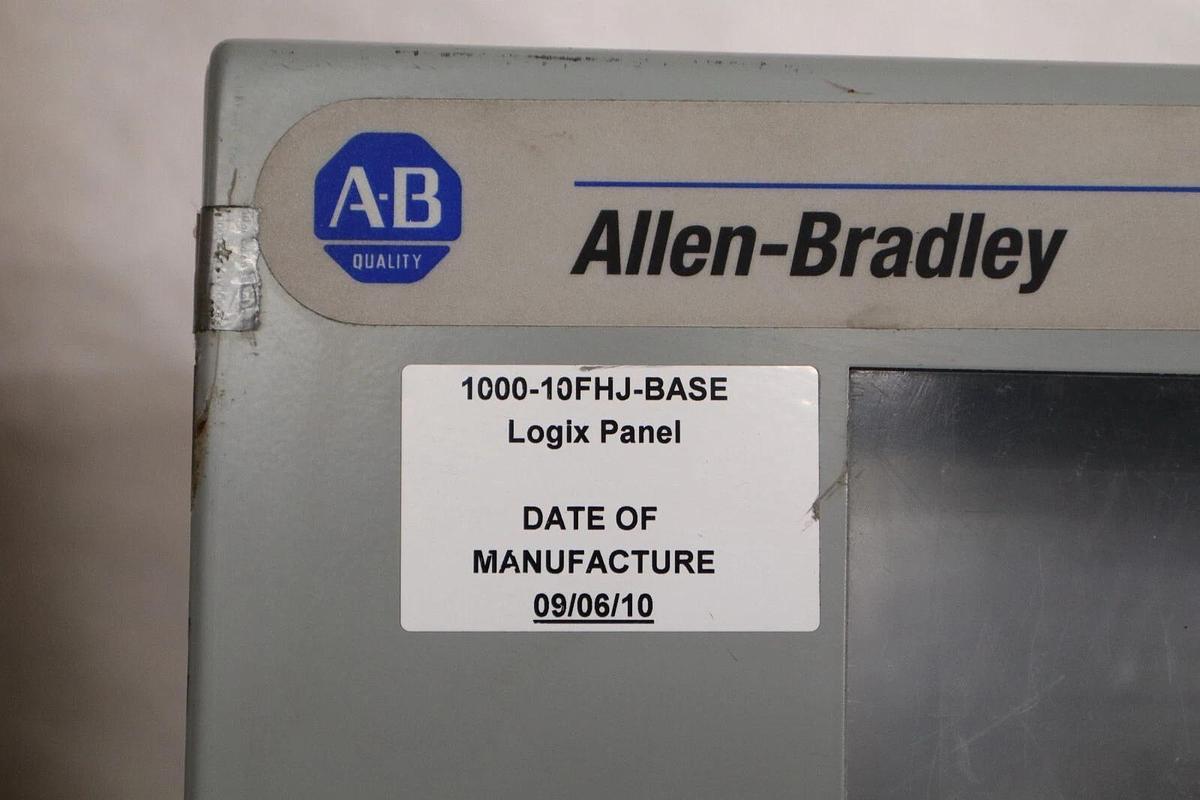 A-B
QUALITY
Allen-Bradley
1000-10FHJ-BASE
Logix Panel
DATE OF
MANUFACTURE
09/06/10